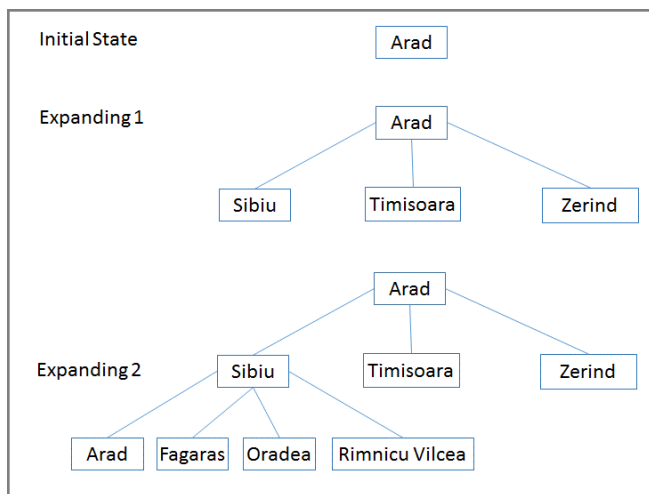 Initial State
Arad
Expanding 1
Arad
Sibiu
Timisoara
Zerind
Arad
Expanding 2
Sibiu
Timisoara
Zerind
Arad
Fagaras
Oradea
Rimnicu Vilcea